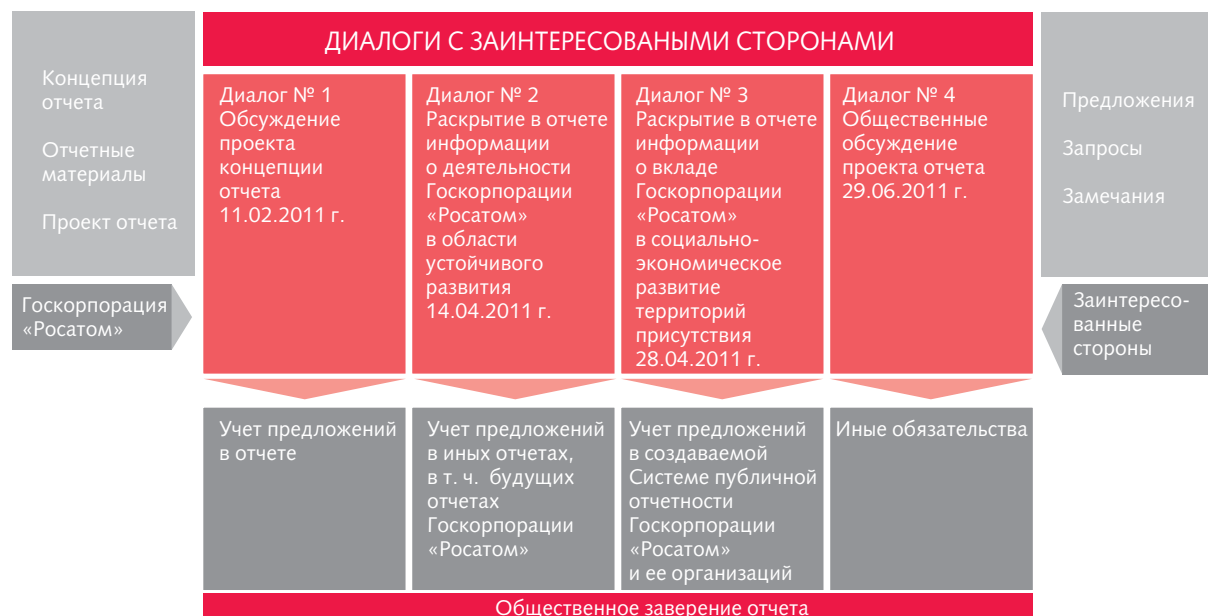 ДИАЛОГИ С ЗАИНТЕРЕСОВАНЫМИ СТОРОНАМИ
Концепция
отчета
Отчетные
материалы
Проект отчета
Госкорпорация
«Росатом»
Диалог № 1
Обсуждение
проекта
концепции
отчета
11.02.2011 г.
Диалог № 2
Раскрытие в отчете
информации
о деятельности
Госкорпорации
«Росатом»
в области
устойчивого
развития
14.04.2011 г.
Диалог № 3
Раскрытие в отчете
информации
о вкладе
Госкорпорации
«Росатом»
в социально-
экономическое
развитие
территорий
присутствия
28.04.2011 г.
Диалог № 4
Общественные
обсуждение
проекта отчета
29.06.2011 г.
Предложения
Запросы
Замечания
Заинтересо-
ванные
стороны
Учет предложений
в отчете
Учет предложений
в иных отчетах,
в т. ч. будущих
отчетах
Госкорпорации
«Росатом»
Учет предложений
в создаваемой
Системе публичной
отчетности
Госкорпорации
«Росатом»
и ее организаций
Иные обязательства
Общественное заверение отчета